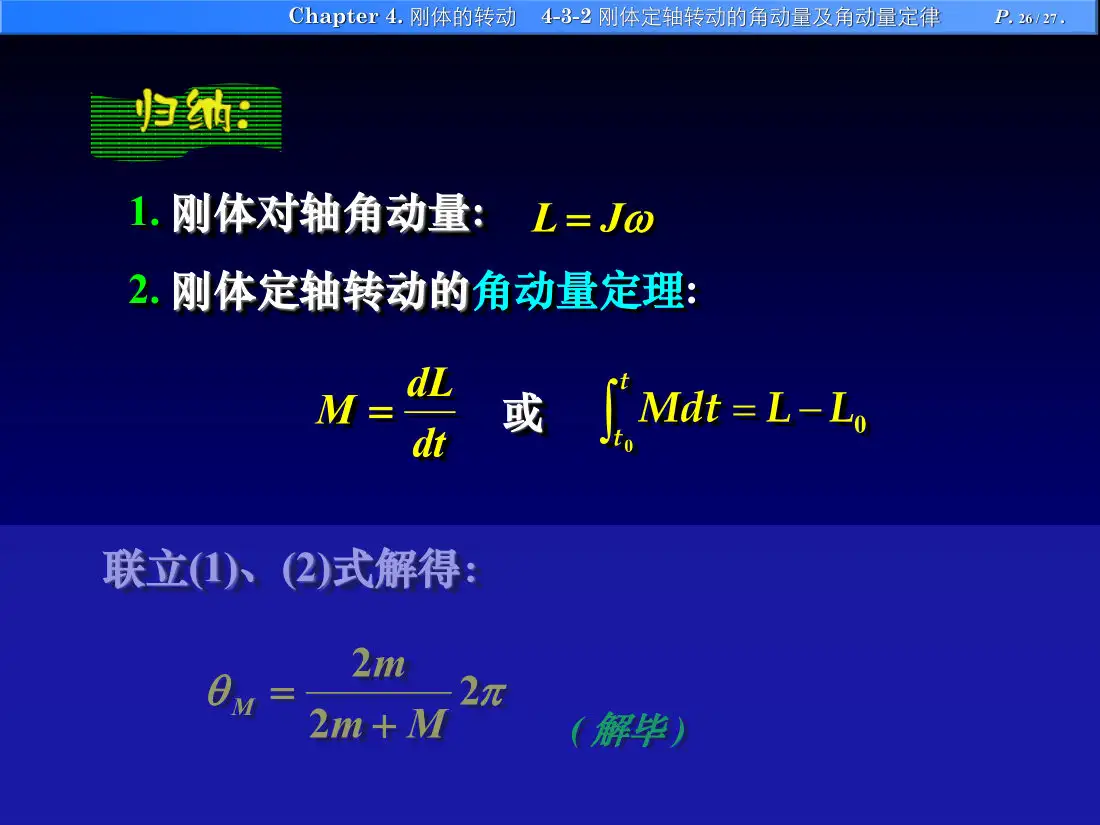 Chapter 4. 刚体的转动 4-3-2 刚体定轴转动的角动量及角动量定律 P. 26 / 27 .
归纳:
1. 刚体对轴角动量: L = Jω
2. 刚体定轴转动的角动量定理:
M = dL/dt 或 ∫_{t₀}^{t} Mdt = L − L₀
联立(1)、(2)式解得:
θ_M = 2m/(2m + M) 2π
( 解毕 )